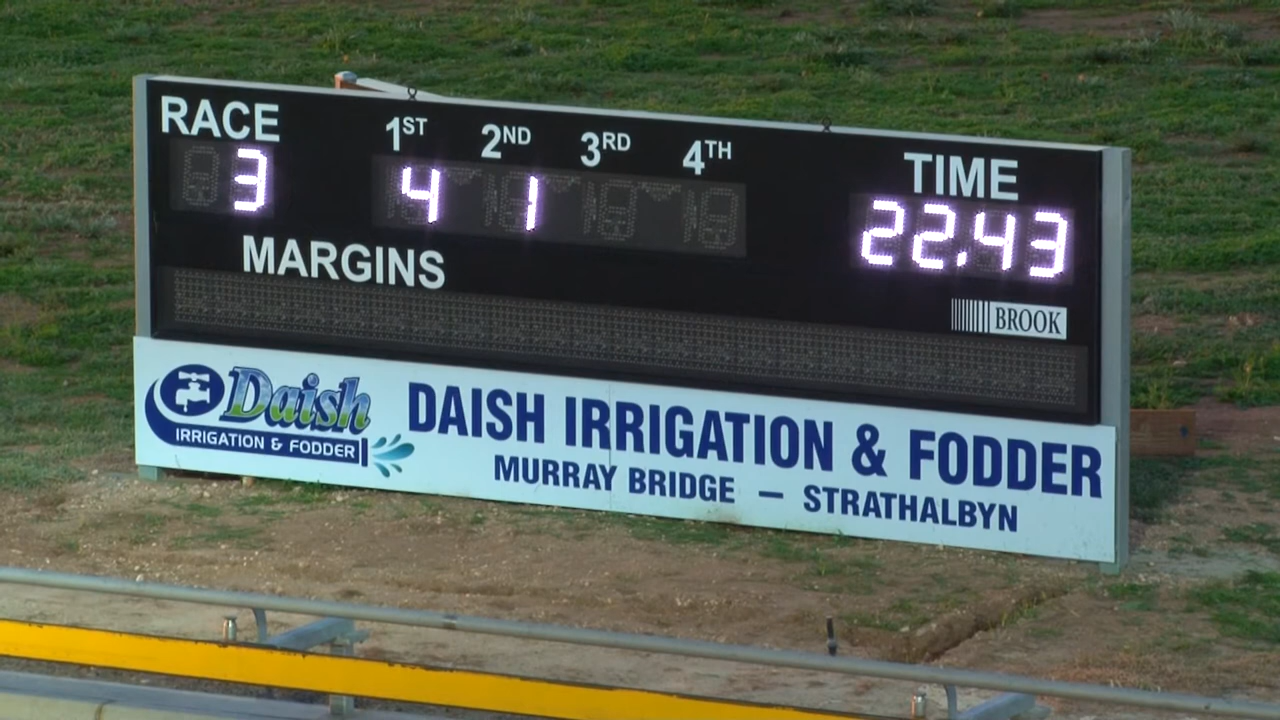 RACE 1ST 2ND 3RD 4TH TIME
3 4 1 22.43
MARGINS
BROOK
Daish
IRRIGATION & FODDER
DAISH IRRIGATION & FODDER
MURRAY BRIDGE – STRATHALBYN